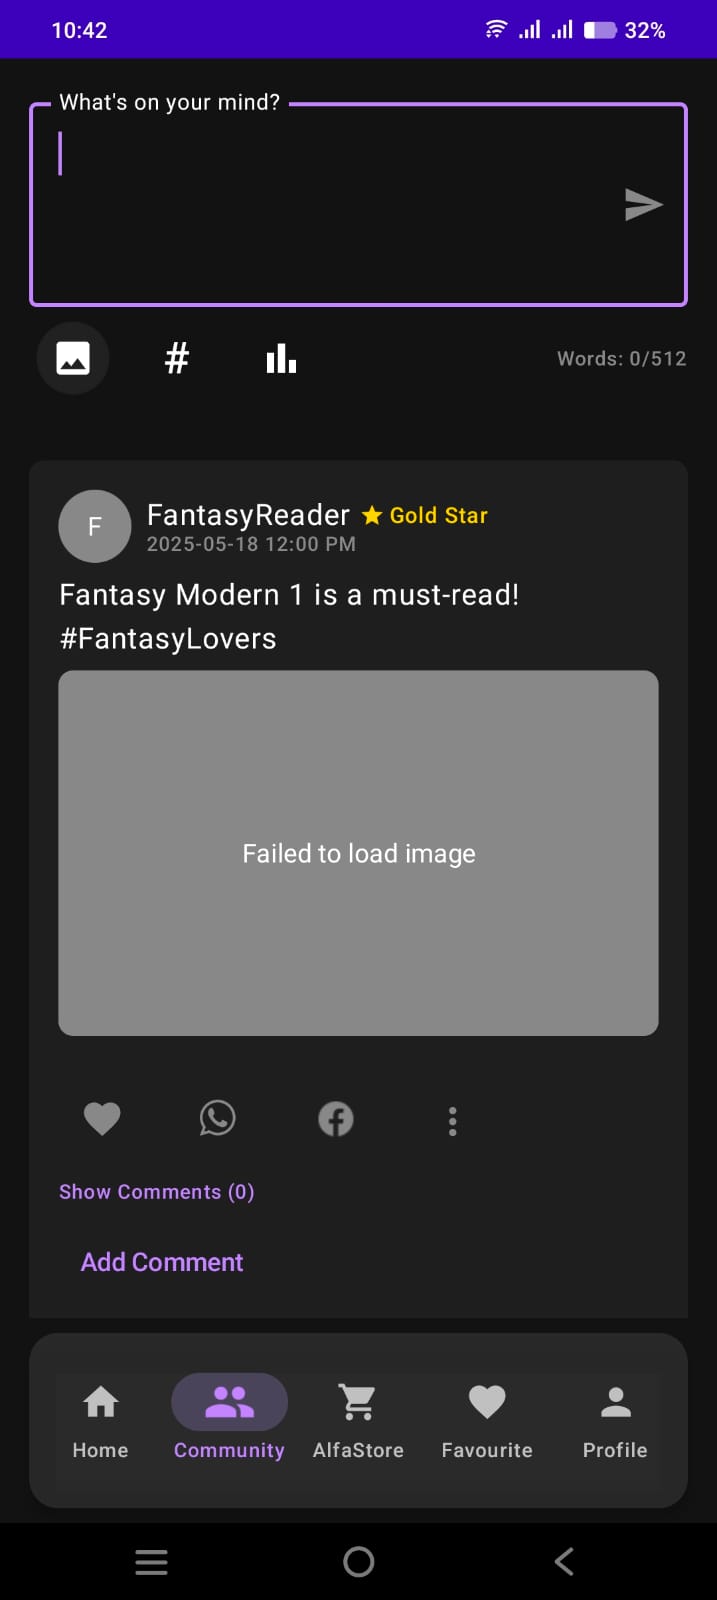 10:42
32%
What's on your mind?
#
Words: 0/512
F
FantasyReader ★ Gold Star
2025-05-18 12:00 PM
Fantasy Modern 1 is a must-read!
#FantasyLovers
Failed to load image
Show Comments (0)
Add Comment
Home
Community
AlfaStore
Favourite
Profile